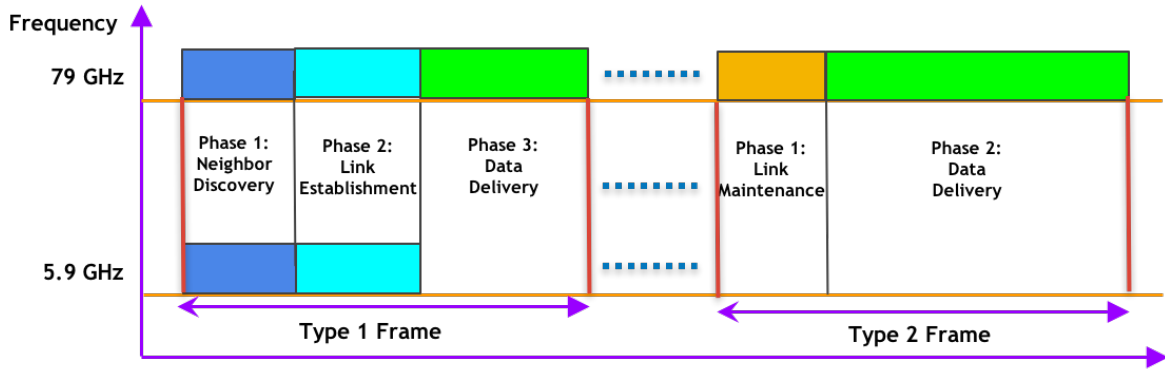 Frequency
79 GHz
Phase 1:
Neighbor
Discovery
Phase 2:
Link
Establishment
Phase 3:
Data
Delivery
Phase 1:
Link
Maintenance
Phase 2:
Data
Delivery
5.9 GHz
Type 1 Frame
Type 2 Frame